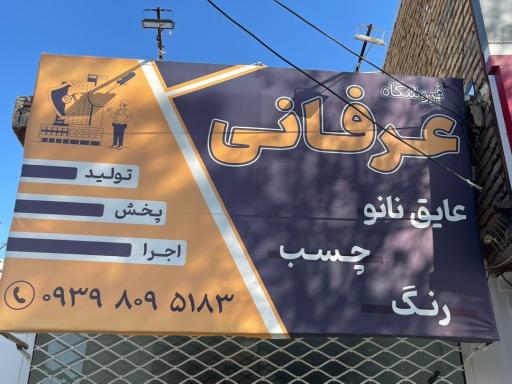 فروشگاه
عرفانی
عایق نانو
چسب
رنگ
تولید
پخش
اجرا
۰۹۳۹ ۸۰۹ ۵۱۸۳